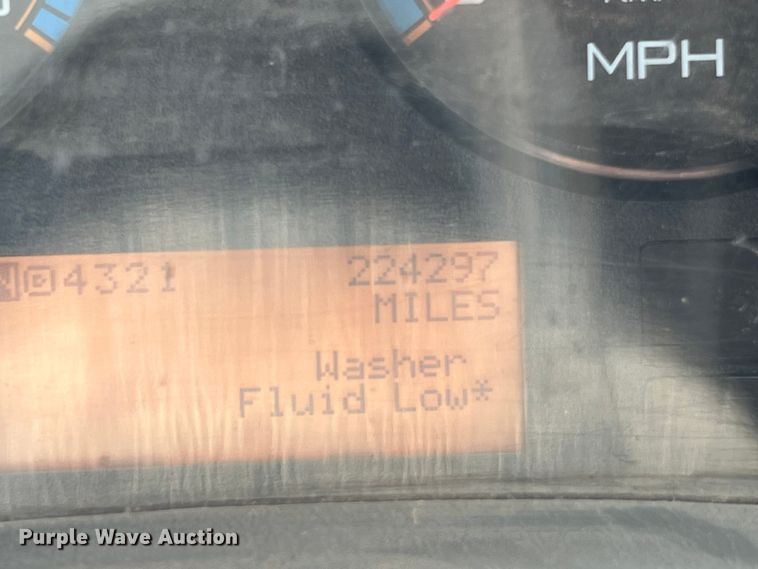 MPH
N D 4321 224297
MILES
Washer
Fluid Low*
Purple Wave Auction